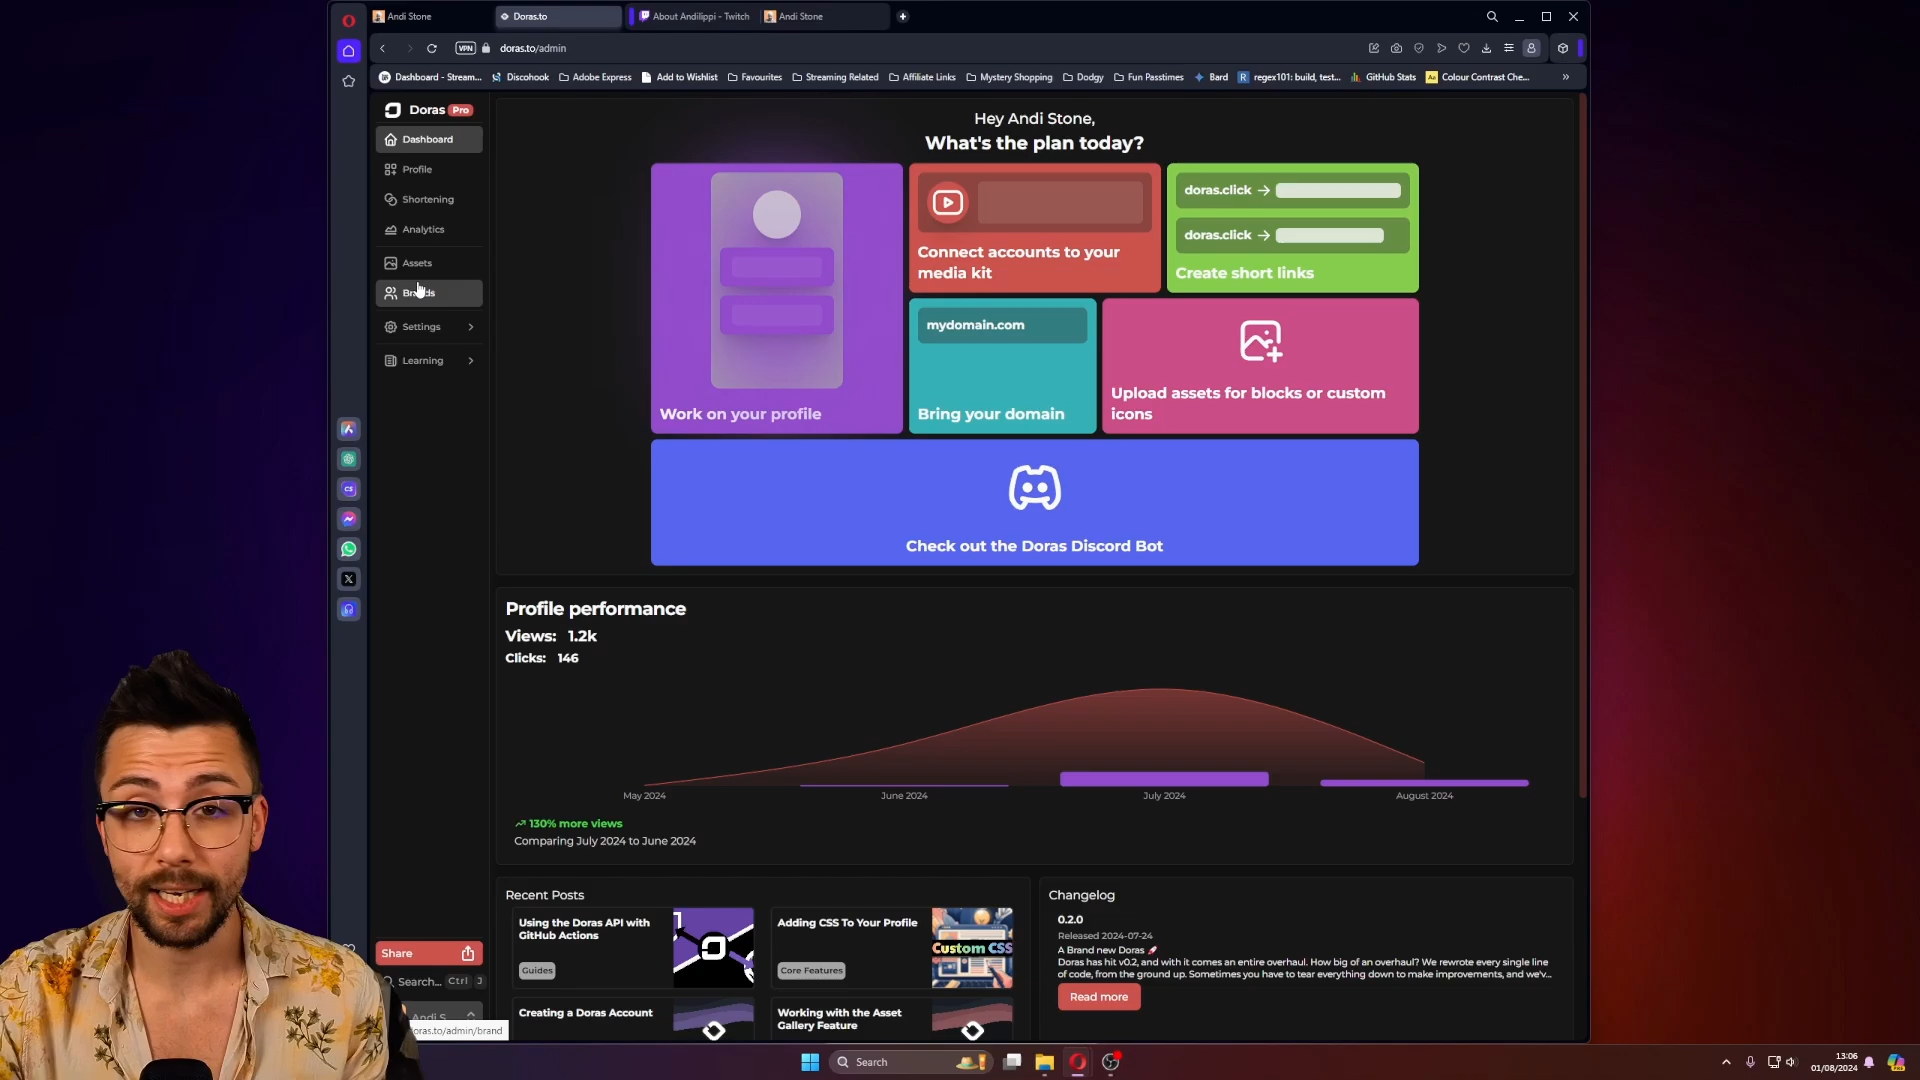 Andi Stone
Doras.to
About Andilippi - Twitch
Andi Stone
VPN
doras.to/admin
Dashboard - Stream...
Discohook
Adobe Express
Add to Wishlist
Favourites
Streaming Related
Affiliate Links
Mystery Shopping
Dodgy
Fun Passtimes
Bard
regex101: build, test...
GitHub Stats
Colour Contrast Che...
Doras Pro
Dashboard
Profile
Shortening
Analytics
Assets
Settings
Learning
Hey Andi Stone,
What's the plan today?
Work on your profile
Connect accounts to your
media kit
doras.click →
doras.click →
Create short links
mydomain.com
Bring your domain
Upload assets for blocks or custom
icons
Check out the Doras Discord Bot
Profile performance
Views: 1.2k
Clicks: 146
May 2024
June 2024
July 2024
August 2024
130% more views
Comparing July 2024 to June 2024
Recent Posts
Using the Doras API with
GitHub Actions
Guides
Adding CSS To Your Profile
Core Features
Custom CSS
Creating a Doras Account
Working with the Asset
Gallery Feature
Changelog
0.2.0
Released 2024-07-24
A Brand new Doras 🚀
Doras has hit v0.2, and with it comes an entire overhaul. How big of an overhaul? We rewrote every single line
of code, from the ground up. Sometimes you have to tear everything down to make improvements, and we'v...
Read more
Share
Search... Ctrl J
Andi S
oras.to/admin/brand
Search
13:06
01/08/2024